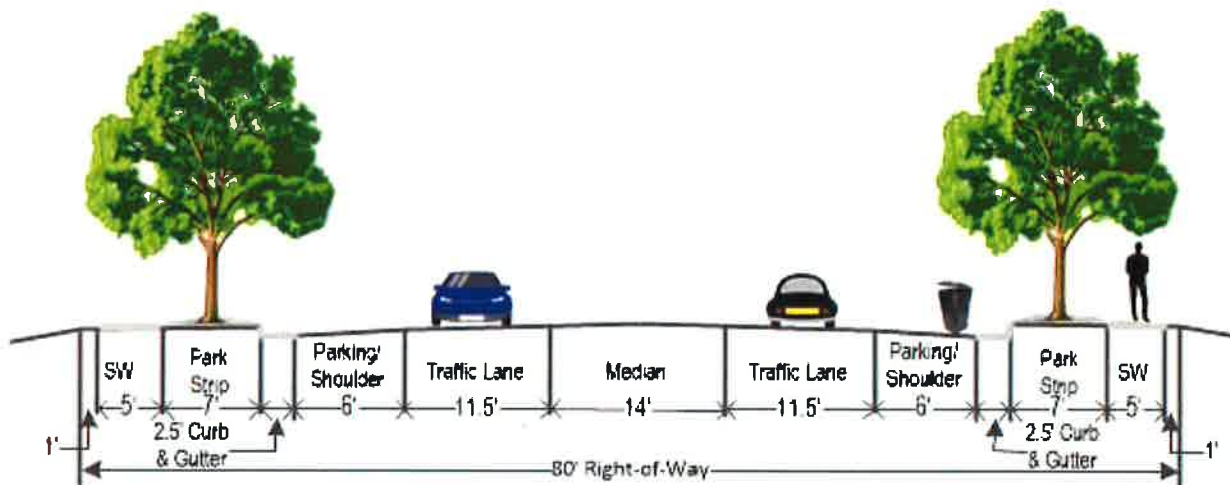 SW
Park
Strip
Parking/
Shoulder
Traffic Lane
Median
Traffic Lane
Parking/
Shoulder
Park
Strip
SW
5'
7'
6'
11.5'
14'
11.5'
6'
7'
5'
1'
2.5' Curb
& Gutter
2.5' Curb
& Gutter
1'
80' Right-of-Way